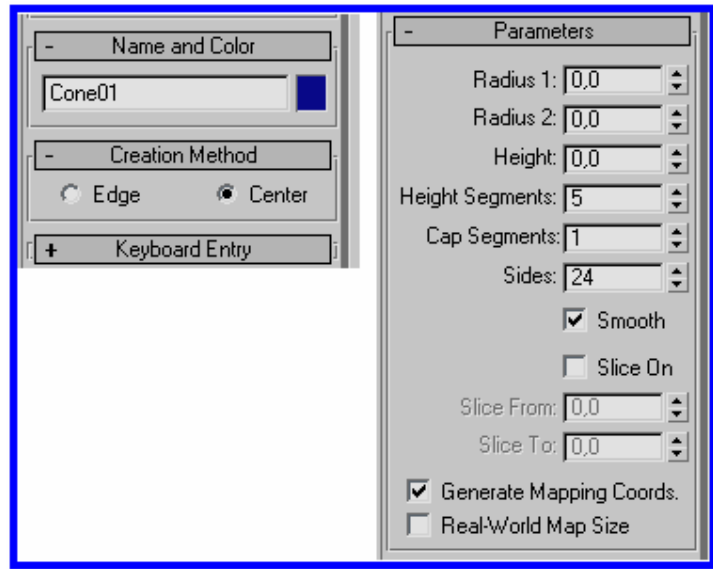 - Name and Color
Cone01
- Creation Method
Edge Center
+ Keyboard Entry
- Parameters
Radius 1: 0,0
Radius 2: 0,0
Height: 0,0
Height Segments: 5
Cap Segments: 1
Sides: 24
Smooth
Slice On
Slice From: 0,0
Slice To: 0,0
Generate Mapping Coords.
Real-World Map Size